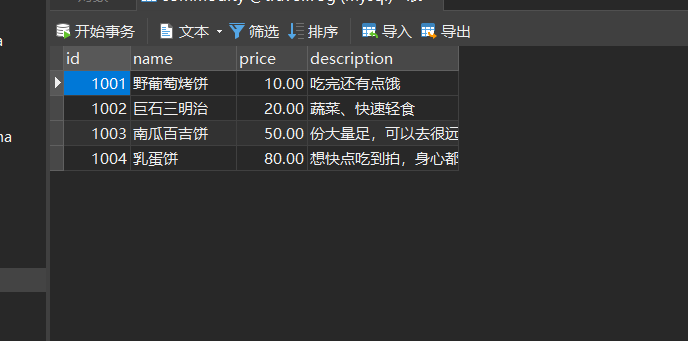 开始事务 文本 筛选 排序 导入 导出
id name price description
1001 野葡萄烤饼 10.00 吃完还有点饿
1002 巨石三明治 20.00 蔬菜、快速轻食
1003 南瓜百吉饼 50.00 份大量足，可以去很远
1004 乳蛋饼 80.00 想快点吃到拍，身心都